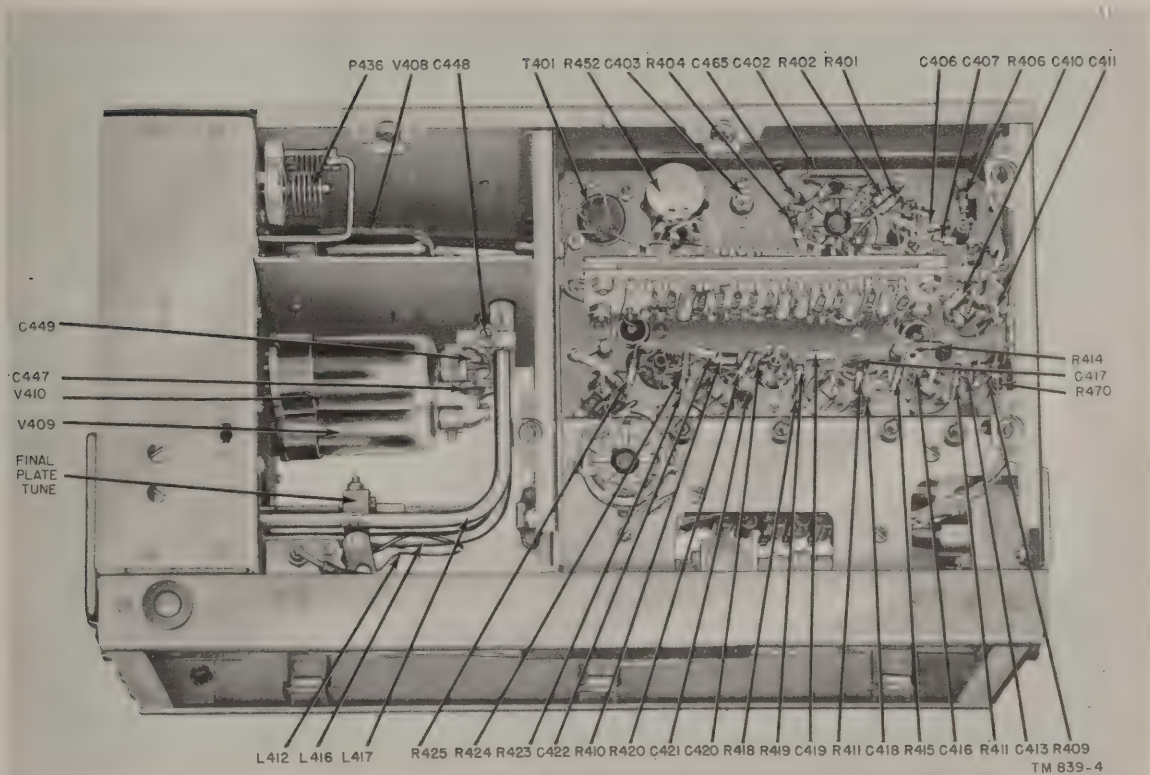 P436 V408 C448 T401 R452 C403 R404 C465 C402 R402 R401 C406 C407 R406 C410 C411
C449
C447
V410
V409
FINAL
PLATE
TUNE
R414
C417
R470
L412 L416 L417 R425 R424 R423 C422 R410 R420 C421 C420 R418 R419 C419 R411 C418 R415 C416 R411 C413 R409
TM 839-4